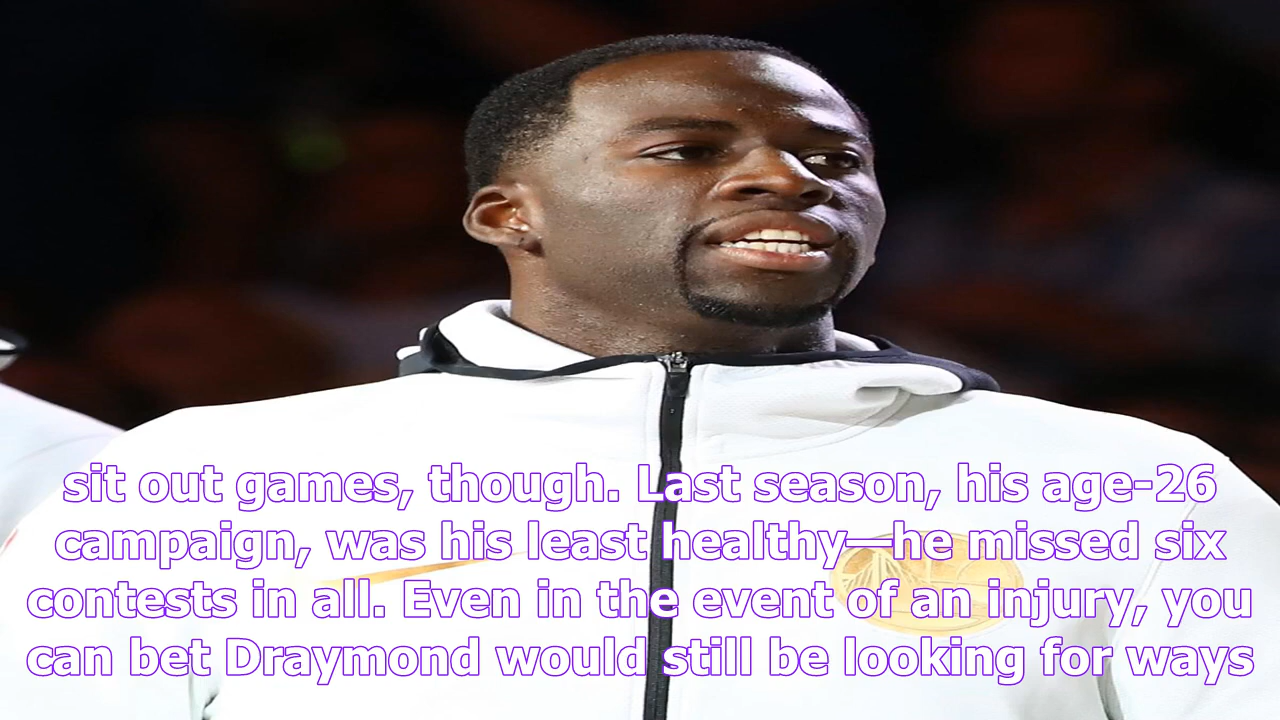 sit out games, though. Last season, his age-26
campaign, was his least healthy—he missed six
contests in all. Even in the event of an injury, you
can bet Draymond would still be looking for ways